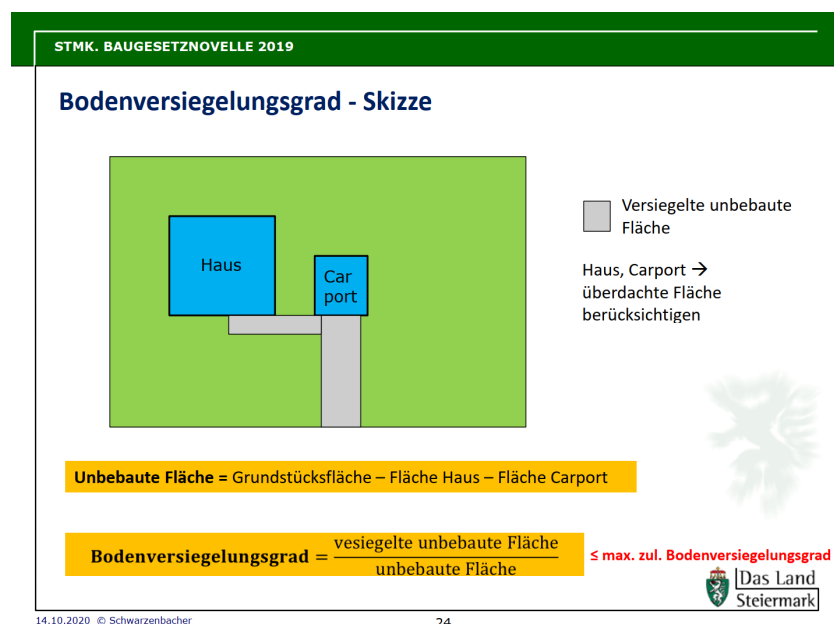 STMK. BAUGESETZNOVELLE 2019
Bodenversiegelungsgrad - Skizze
Haus
Car
port
Versiegelte unbebaute
Fläche
Haus, Carport →
überdachte Fläche
berücksichtigen
Unbebaute Fläche = Grundstücksfläche – Fläche Haus – Fläche Carport
Bodenversiegelungsgrad = vesiegelte unbebaute Fläche
unbebaute Fläche
≤ max. zul. Bodenversiegelungsgrad
Das Land
Steiermark
14.10.2020 © Schwarzenbacher
24